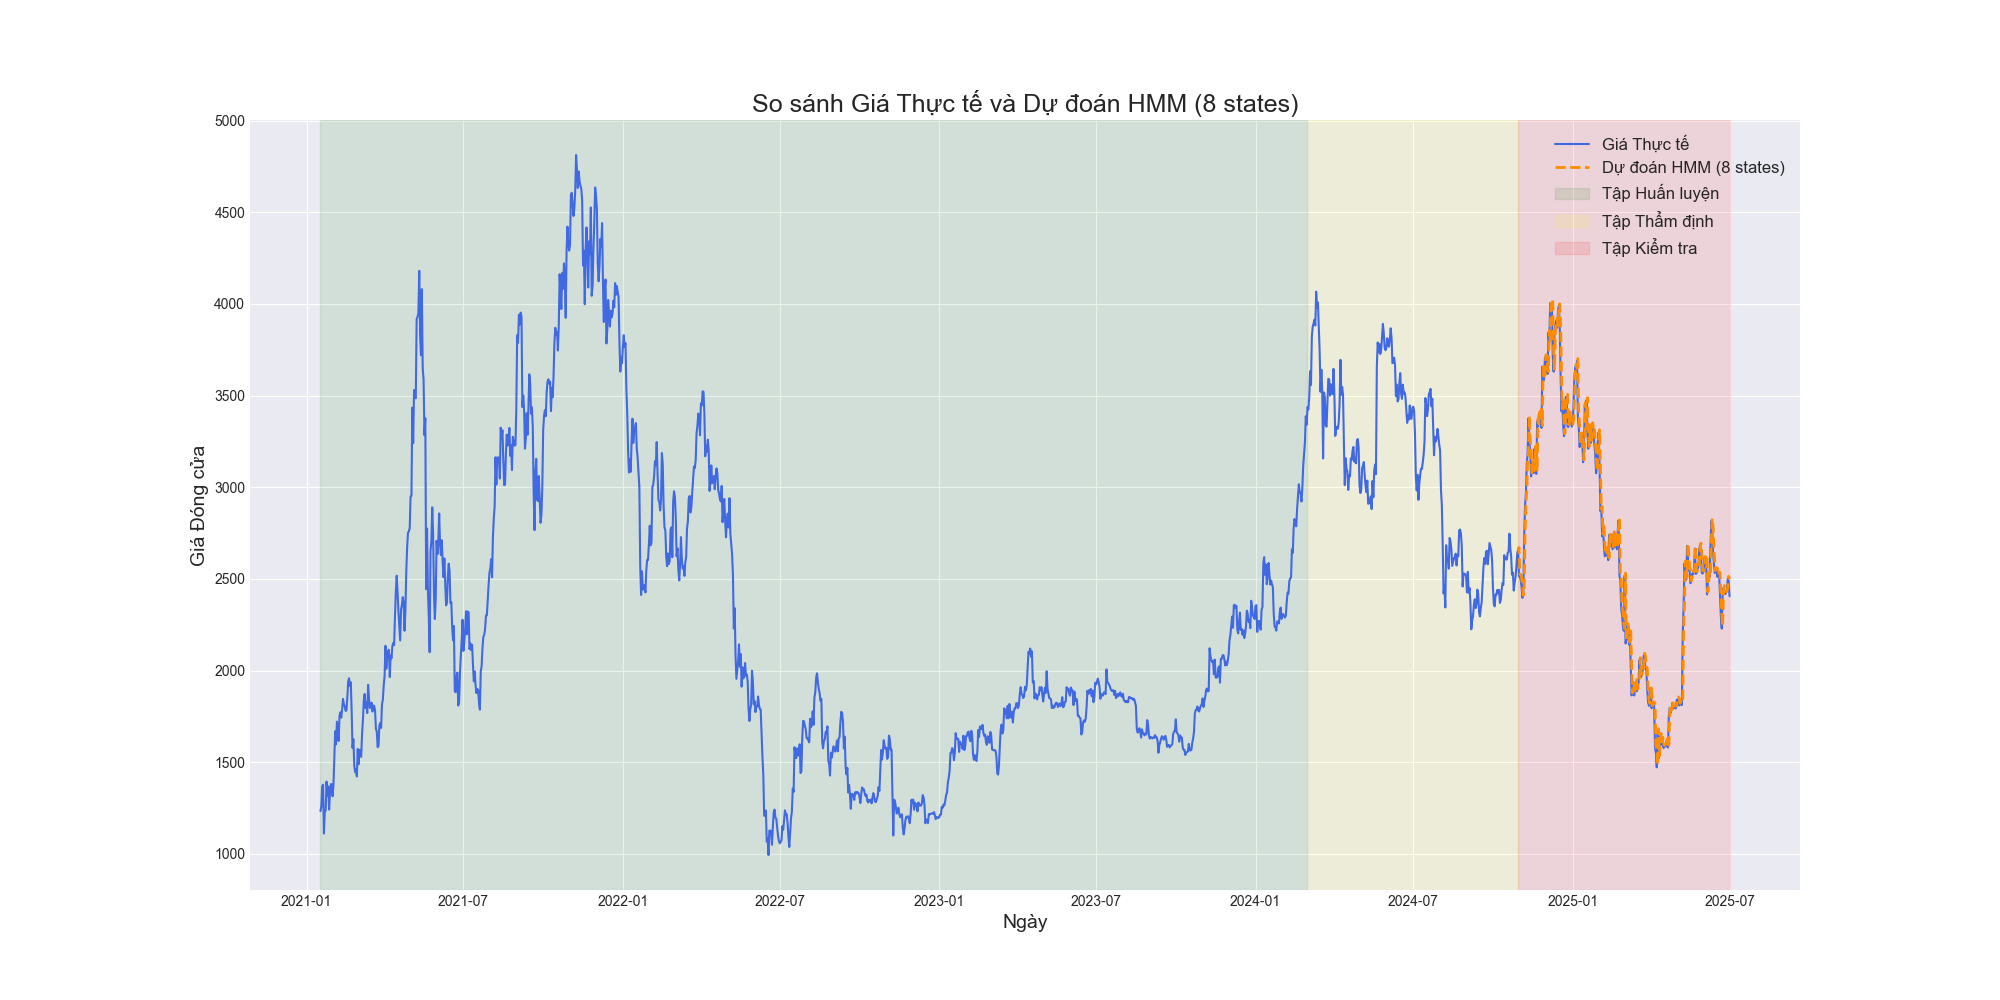 So sánh Giá Thực tế và Dự đoán HMM (8 states)
Giá Đóng cửa
5000
4500
4000
3500
3000
2500
2000
1500
1000
Giá Thực tế
Dự đoán HMM (8 states)
Tập Huấn luyện
Tập Thẩm định
Tập Kiểm tra
2021-01
2021-07
2022-01
2022-07
2023-01
2023-07
2024-01
2024-07
2025-01
2025-07
Ngày